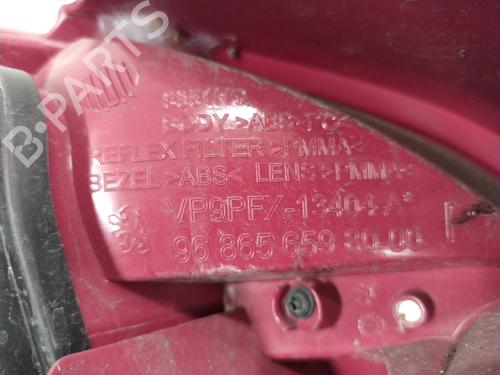 BODY >ABS+PC<
REFLEX FILTER >PMMA<
BEZEL >ABS< LENS >PMMA<
VP9PFX-13404-A*
96 865 659 80-00
B-PARTS